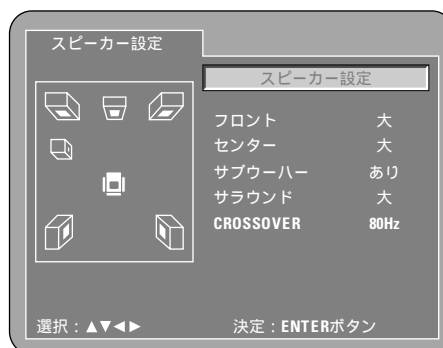 スピーカー設定
スピーカー設定
フロント 大
センター 大
サブウーハー あり
サラウンド 大
CROSSOVER 80Hz
選択：▲▼◀▶ 決定：ENTERボタン